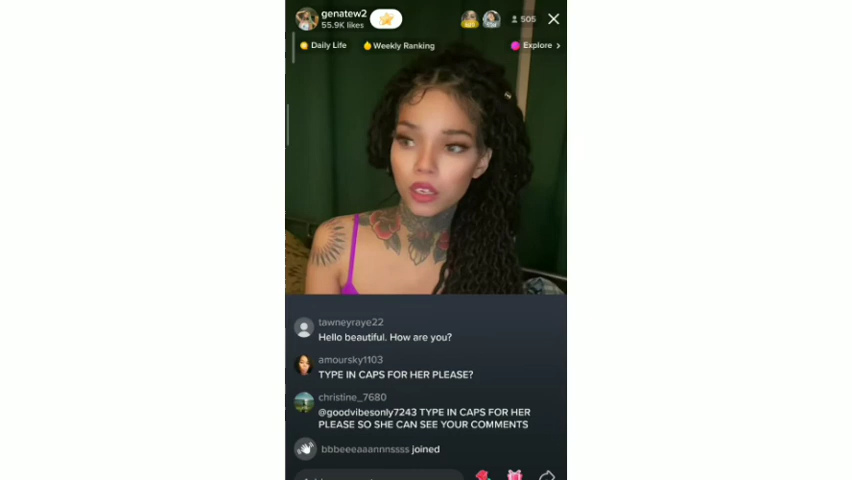 genatew2
55.9K likes
505
Daily Life
Weekly Ranking
Explore >
tawneyraye22
Hello beautiful. How are you?
amoursky1103
TYPE IN CAPS FOR HER PLEASE?
christine_7680
@goodvibesonly7243 TYPE IN CAPS FOR HER
PLEASE SO SHE CAN SEE YOUR COMMENTS
bbbeeeaaannnssss joined